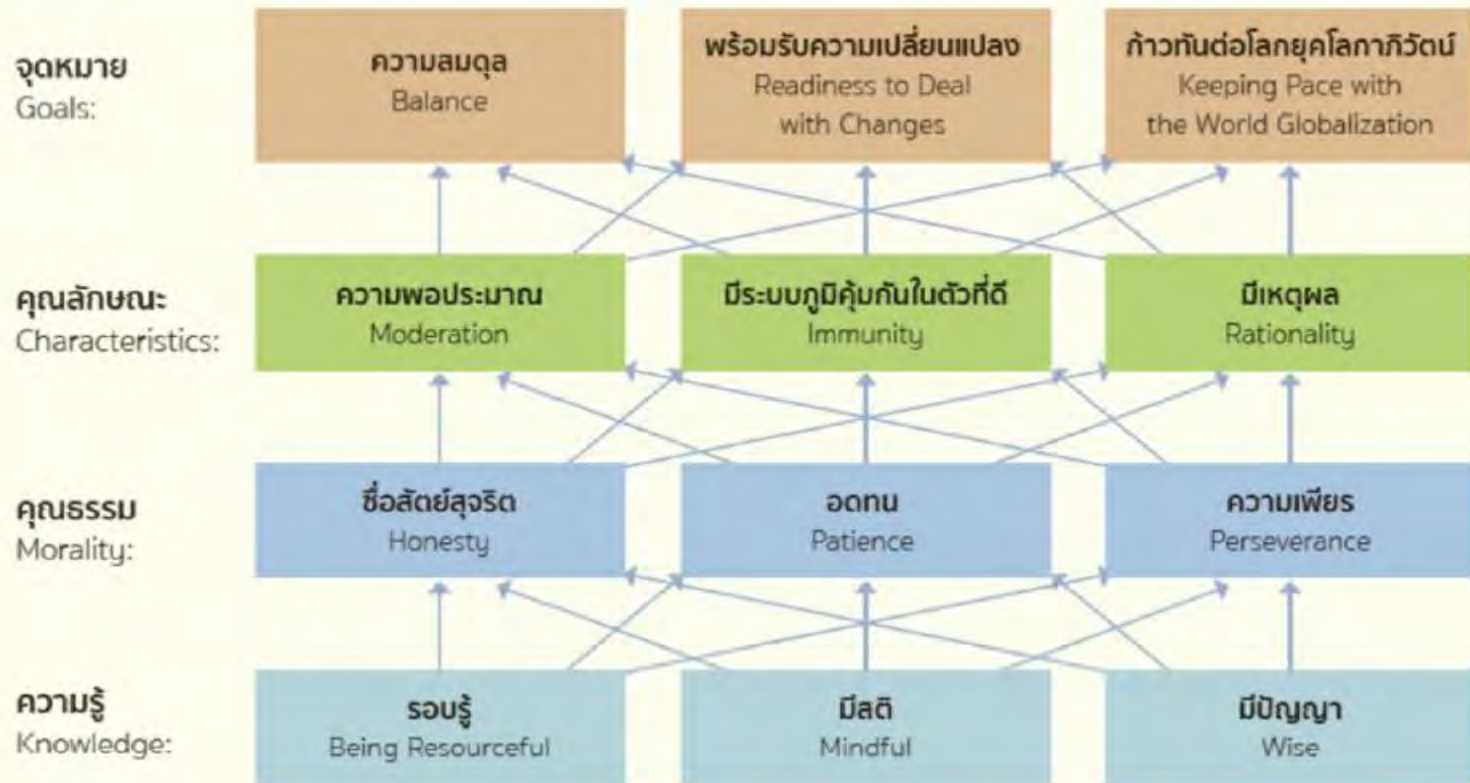 จุดหมาย
Goals:
ความสมดุล
Balance
พร้อมรับความเปลี่ยนแปลง
Readiness to Deal
with Changes
ก้าวทันต่อโลกยุคโลกาภิวัตน์
Keeping Pace with
the World Globalization
คุณลักษณะ
Characteristics:
ความพอประมาณ
Moderation
มีระบบภูมิคุ้มกันในตัวที่ดี
Immunity
มีเหตุผล
Rationality
คุณธรรม
Morality:
ซื่อสัตย์สุจริต
Honesty
อดทน
Patience
ความเพียร
Perseverance
ความรู้
Knowledge:
รอบรู้
Being Resourceful
มีสติ
Mindful
มีปัญญา
Wise